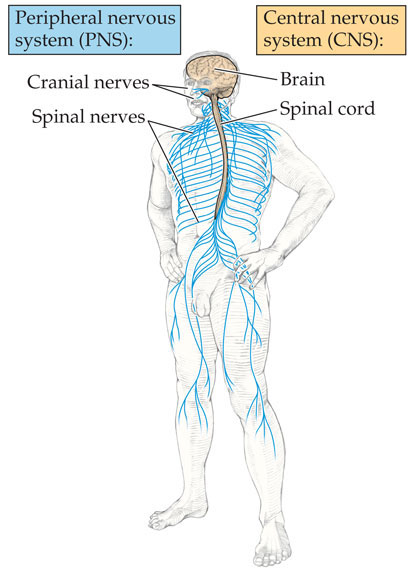 Peripheral nervous
system (PNS):
Cranial nerves
Spinal nerves
Central nervous
system (CNS):
Brain
Spinal cord